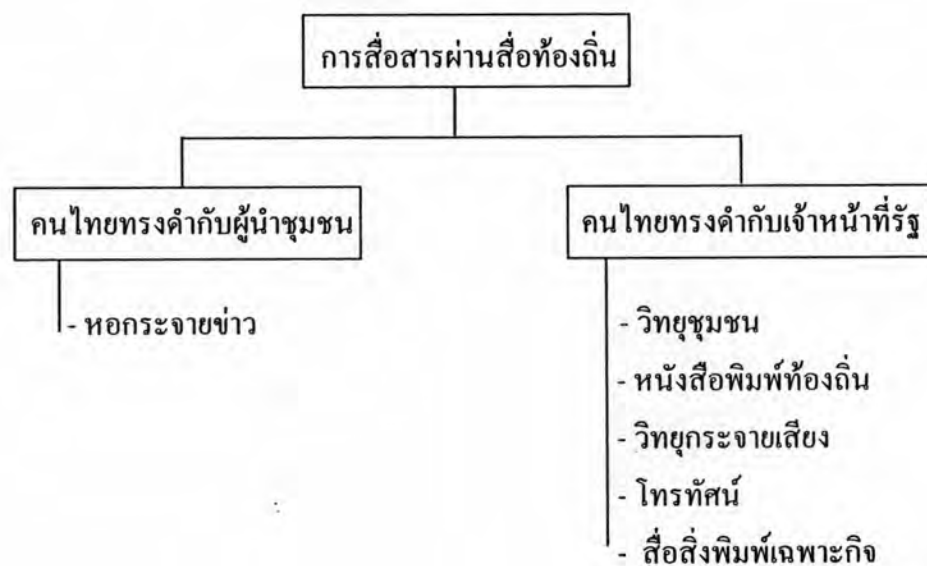 การสื่อสารผ่านสื่อท้องถิ่น
คนไทยทรงดำกับผู้นำชุมชน
- หอกระจายข่าว
คนไทยทรงดำกับเจ้าหน้าที่รัฐ
- วิทยุชุมชน
- หนังสือพิมพ์ท้องถิ่น
- วิทยุกระจายเสียง
- โทรทัศน์
- สื่อสิ่งพิมพ์เฉพาะกิจ